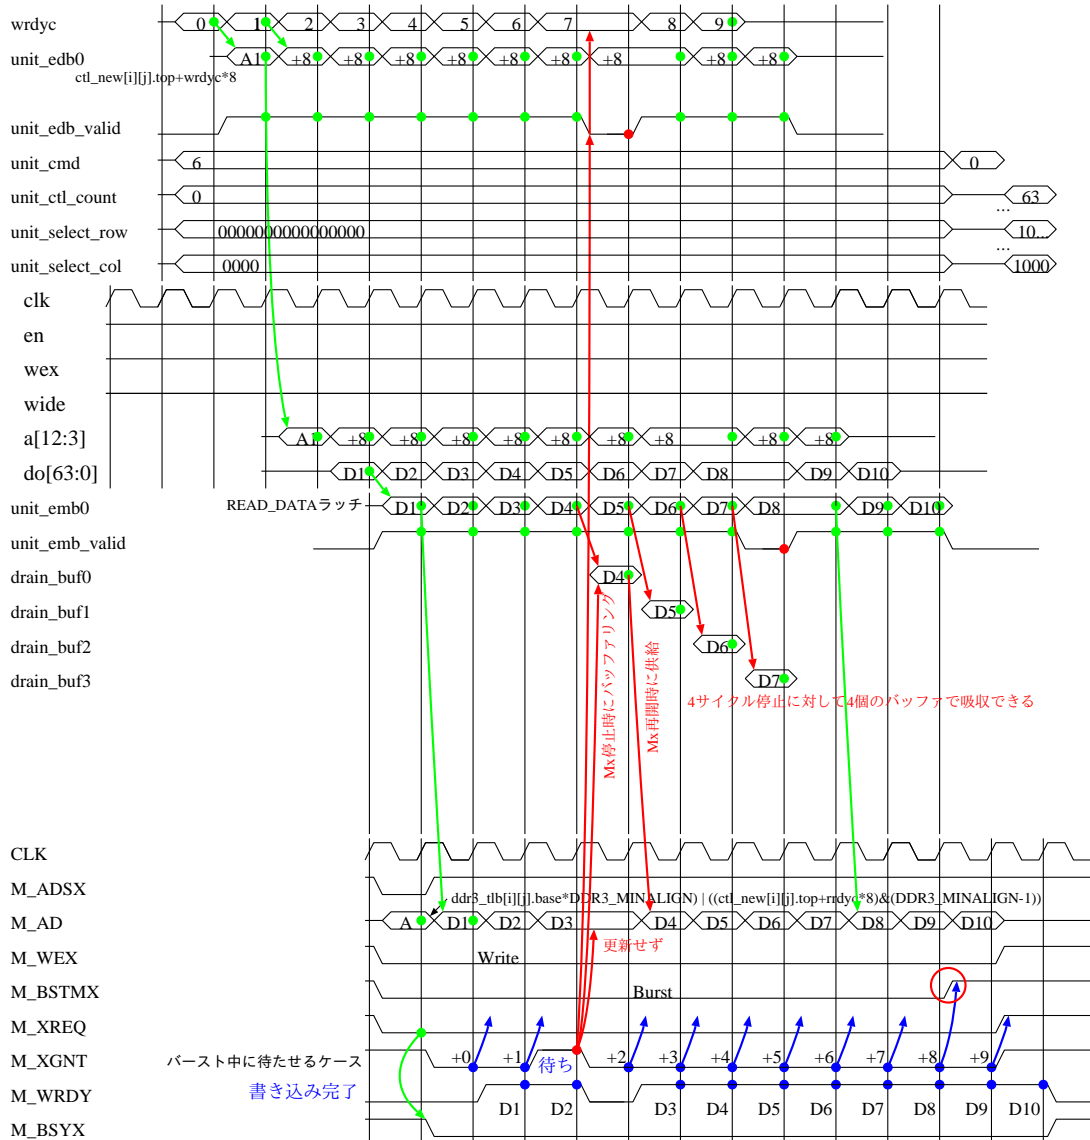 wrdyc 0 1 2 3 4 5 6 7 8 9
unit_edb0 A1 +8 +8 +8 +8 +8 +8 +8 +8 +8
ctl_new[i][j].top+wrdyc*8
unit_edb_valid
unit_cmd 6 0
unit_ctl_count 0 63
...
unit_select_row 0000000000000000 10...
...
unit_select_col 0000 1000
clk
en
wex
wide
a[12:3] A1 +8 +8 +8 +8 +8 +8 +8 +8 +8
do[63:0] D1 D2 D3 D4 D5 D6 D7 D8 D9 D10
unit_emb0 READ_DATAラッチ D1 D2 D3 D4 D5 D6 D7 D8 D9 D10
unit_emb_valid
drain_buf0 D4
drain_buf1 D5
drain_buf2 D6
drain_buf3 D7
Mx停止時にバッファリング
Mx再開時に供給
4サイクル停止に対して4個のバッファで吸収できる
CLK
M_ADSX
ddr3_tlb[i][j].base*DDR3_MINALIGN) | ((ctl_new[i][j].top+rrdyc*8)&(DDR3_MINALIGN-1))
M_AD A D1 D2 D3 D4 D5 D6 D7 D8 D9 D10
更新せず
M_WEX Write
M_BSTMX Burst
M_XREQ
M_XGNT バースト中に待たせるケース +0 +1 待ち +2 +3 +4 +5 +6 +7 +8 +9
書き込み完了
M_WRDY D1 D2 D3 D4 D5 D6 D7 D8 D9 D10
M_BSYX